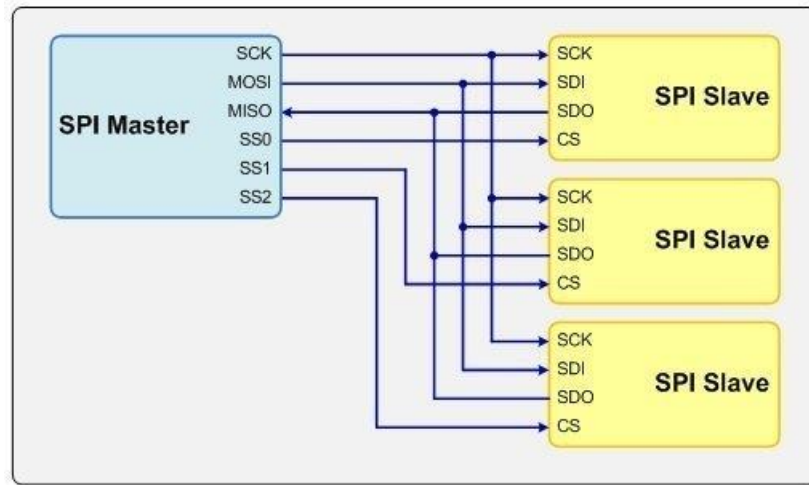 SPI Master
SCK
MOSI
MISO
SS0
SS1
SS2
SCK
SDI
SDO
CS
SPI Slave
SCK
SDI
SDO
CS
SPI Slave
SCK
SDI
SDO
CS
SPI Slave